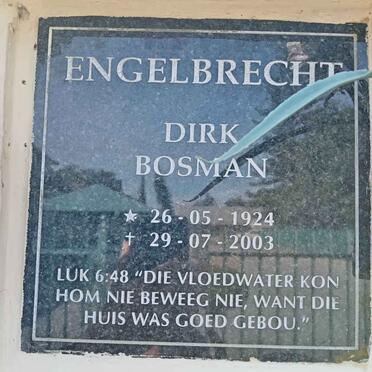 ENGELBRECHT
DIRK
BOSMAN
★ 26 - 05 - 1924
† 29 - 07 - 2003
LUK 6:48 "DIE VLOEDWATER KON
HOM NIE BEWEEG NIE, WANT DIE
HUIS WAS GOED GEBOU."